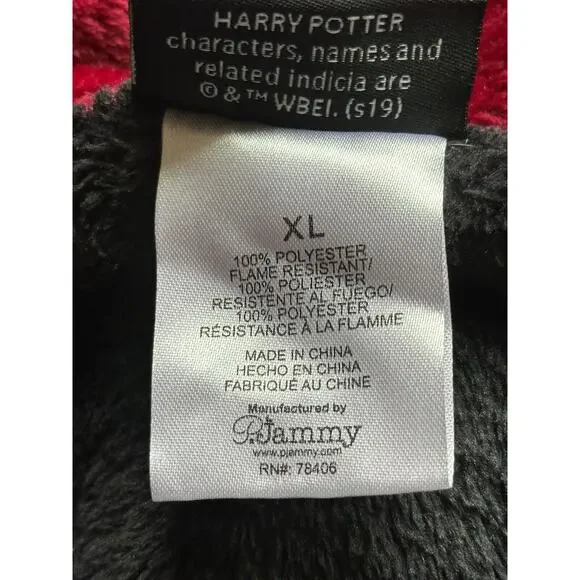 HARRY POTTER
characters, names and
related indicia are
© & ™ WBEI. (s19)
XL
100% POLYESTER
FLAME RESISTANT/
100% POLIESTER
RESISTENTE AL FUEGO/
100% POLYESTER
RÉSISTANCE À LA FLAMME
MADE IN CHINA
HECHO EN CHINA
FABRIQUÉ AU CHINE
Manufactured by
P.Jammy
www.pjammy.com
RN#: 78406